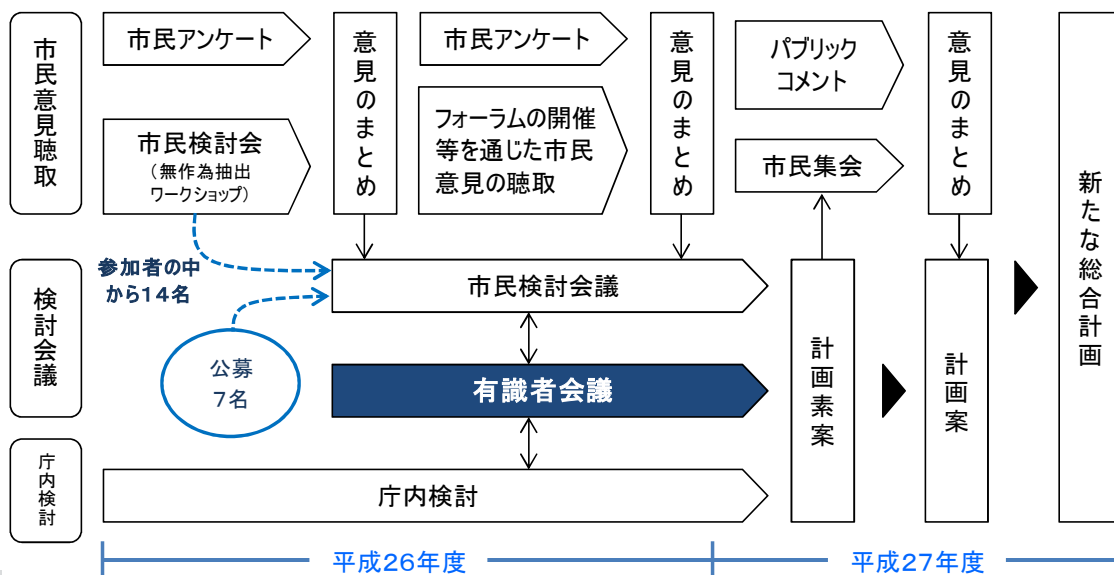 市民意見聴取
市民アンケート
市民検討会
（無作為抽出
ワークショップ）
意見のまとめ
市民アンケート
フォーラムの開催
等を通じた市民
意見の聴取
意見のまとめ
パブリック
コメント
市民集会
意見のまとめ
新たな総合計画
検討会議
参加者の中
から14名
公募
7名
市民検討会議
有識者会議
計画素案
計画案
庁内検討
庁内検討
平成26年度
平成27年度